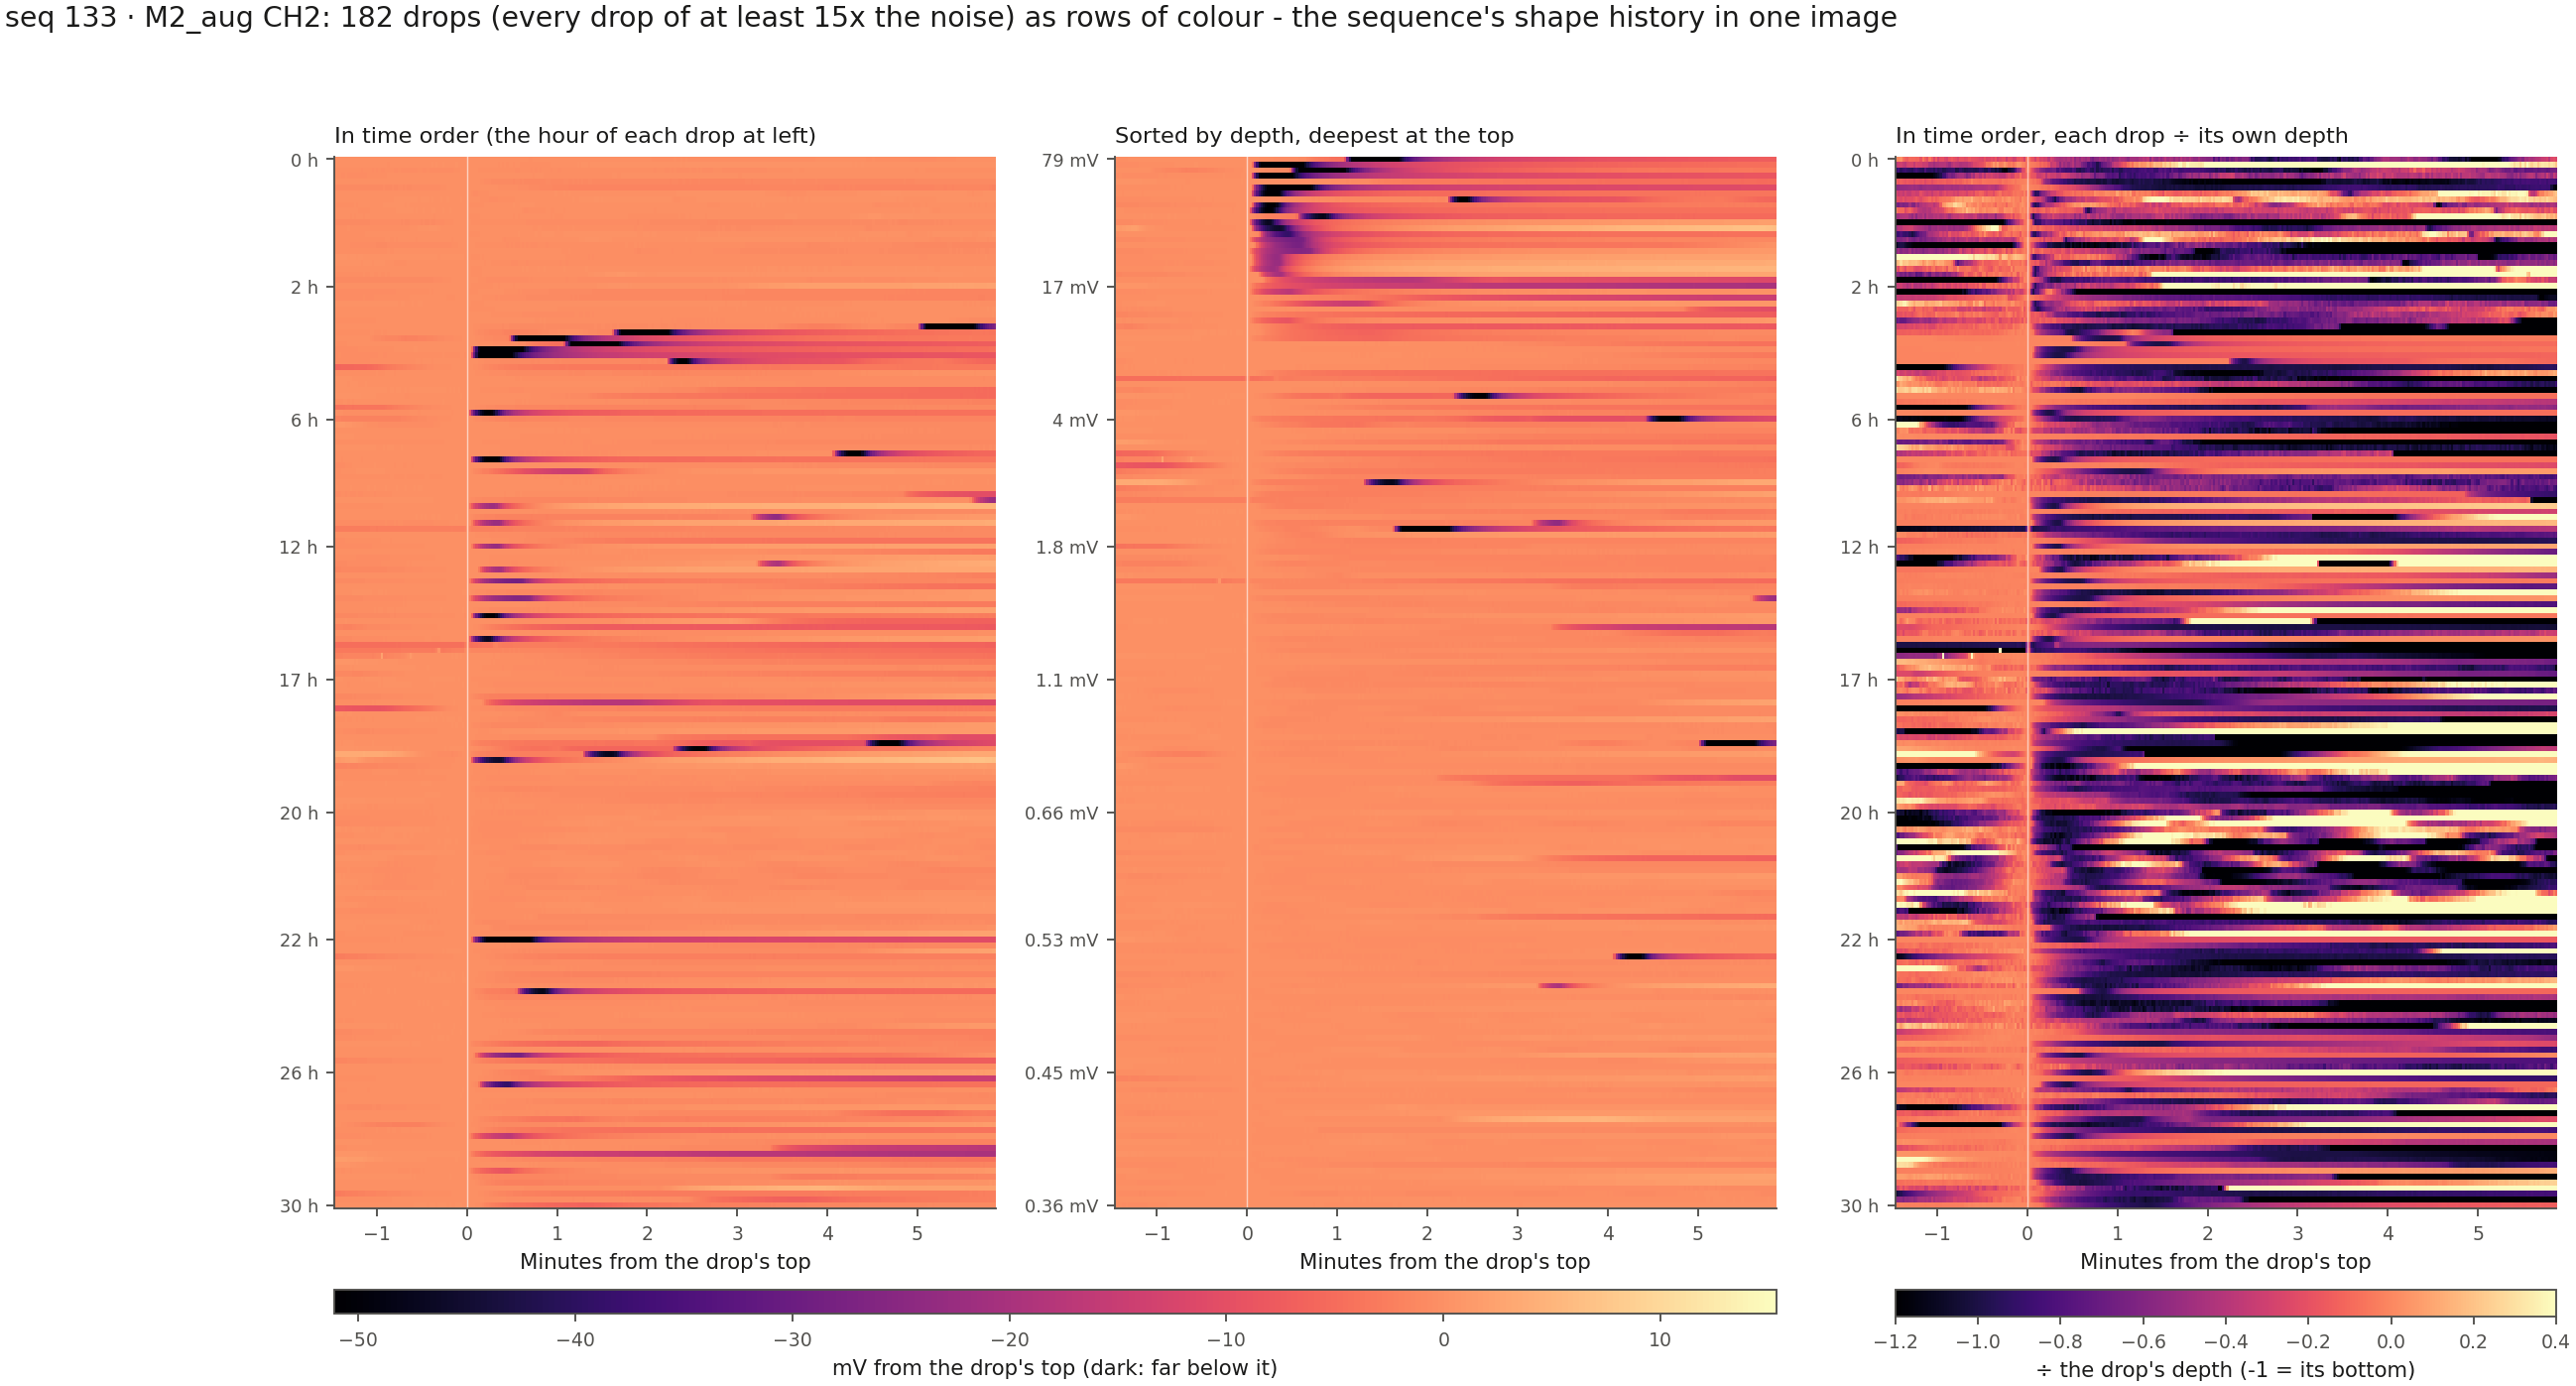 seq 133 · M2_aug CH2: 182 drops (every drop of at least 15x the noise) as rows of colour - the sequence's shape history in one image
In time order (the hour of each drop at left)
0 h
2 h
6 h
12 h
17 h
20 h
22 h
26 h
30 h
−1 0 1 2 3 4 5
Minutes from the drop's top
Sorted by depth, deepest at the top
79 mV
17 mV
4 mV
1.8 mV
1.1 mV
0.66 mV
0.53 mV
0.45 mV
0.36 mV
−1 0 1 2 3 4 5
Minutes from the drop's top
In time order, each drop ÷ its own depth
0 h
2 h
6 h
12 h
17 h
20 h
22 h
26 h
30 h
−1 0 1 2 3 4 5
Minutes from the drop's top
−50 −40 −30 −20 −10 0 10
mV from the drop's top (dark: far below it)
−1.2 −1.0 −0.8 −0.6 −0.4 −0.2 0.0 0.2 0.4
÷ the drop's depth (-1 = its bottom)